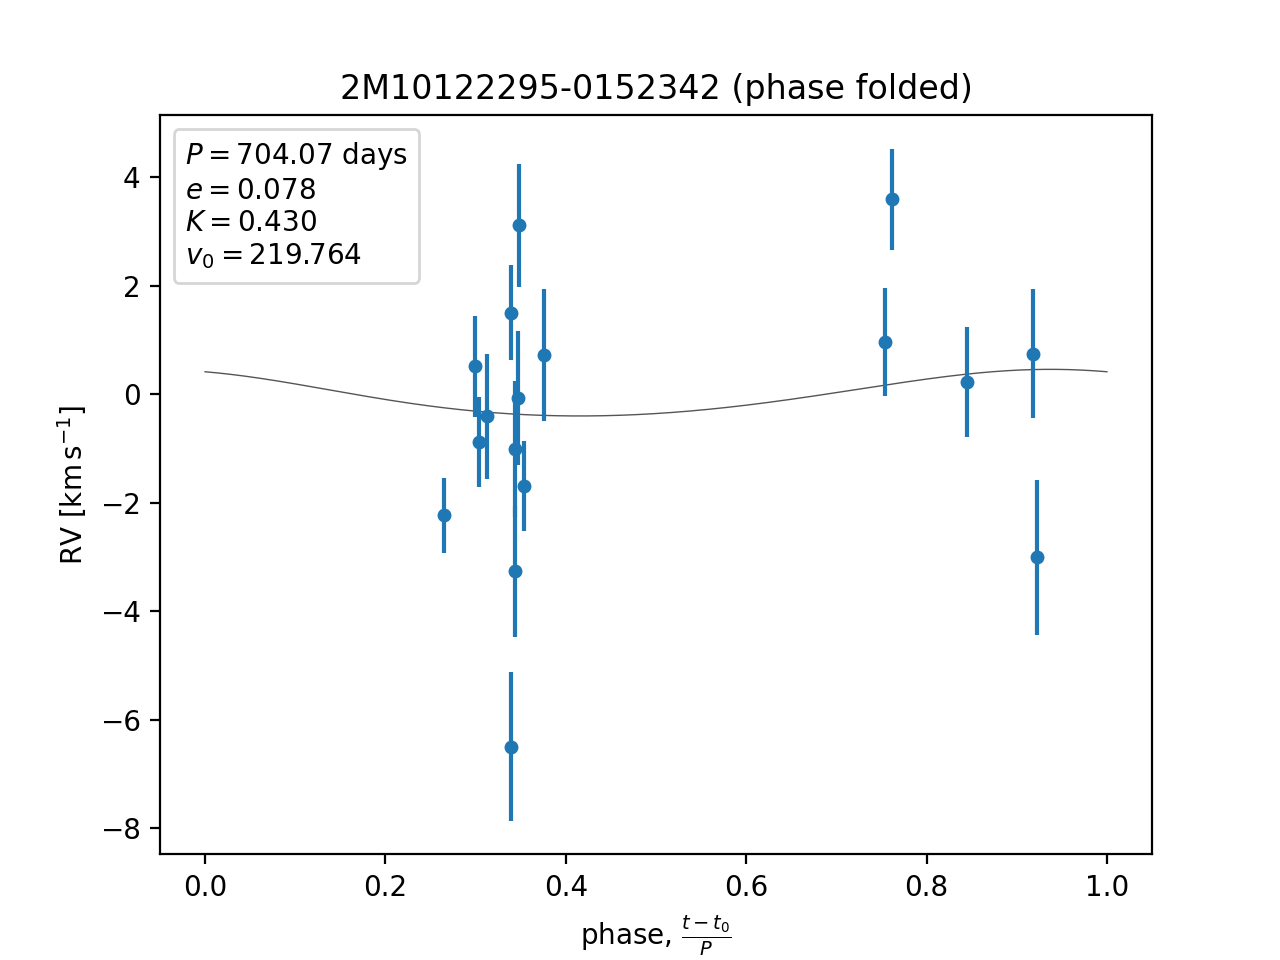 2M10122295-0152342 (phase folded)
P = 704.07 days
e = 0.078
K = 0.430
v₀ = 219.764
4
2
0
−2
−4
−6
−8
RV [km s⁻¹]
0.0 0.2 0.4 0.6 0.8 1.0
phase, (t − t₀)/P